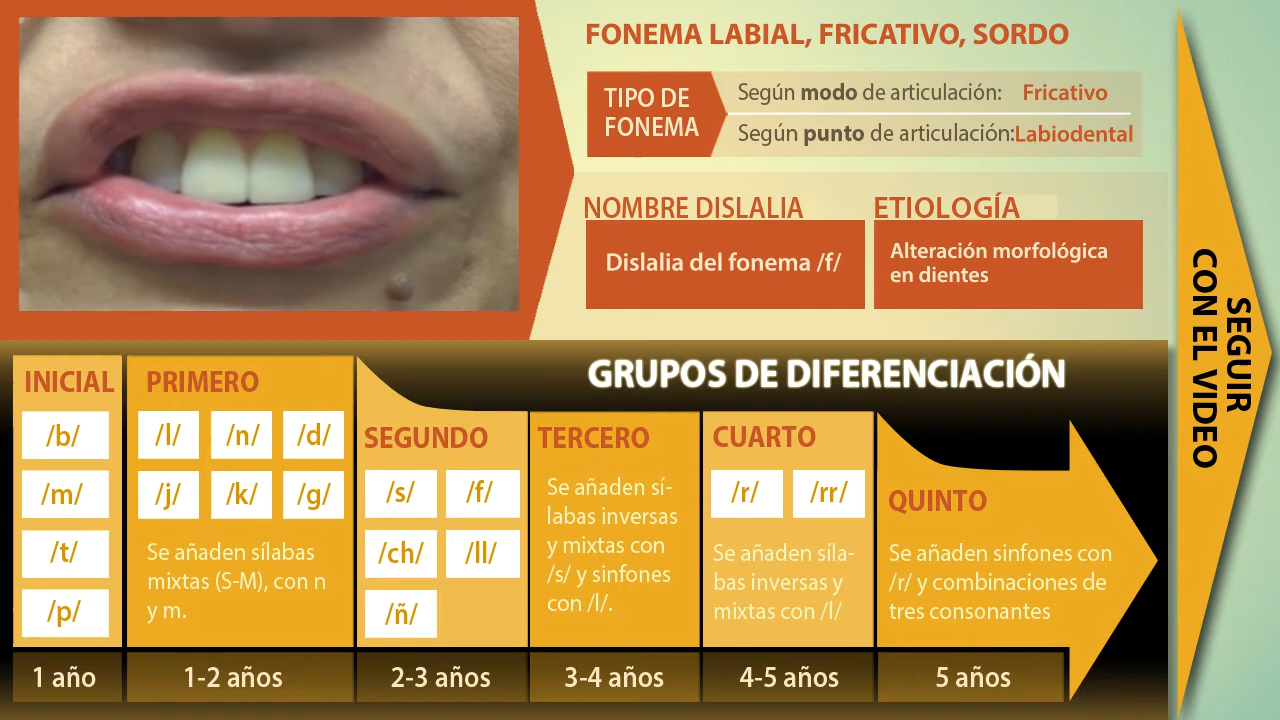 FONEMA LABIAL, FRICATIVO, SORDO
TIPO DE
FONEMA
Según modo de articulación: Fricativo
Según punto de articulación:Labiodental
NOMBRE DISLALIA
Dislalia del fonema /f/
ETIOLOGÍA
Alteración morfológica
en dientes
SEGUIR
CON EL VIDEO
GRUPOS DE DIFERENCIACIÓN
INICIAL
/b/
/m/
/t/
/p/
1 año
PRIMERO
/l/ /n/ /d/
/j/ /k/ /g/
Se añaden sílabas
mixtas (S-M), con n
y m.
1-2 años
SEGUNDO
/s/ /f/
/ch/ /ll/
/ñ/
2-3 años
TERCERO
Se añaden sí-
labas inversas
y mixtas con
/s/ y sinfones
con /l/.
3-4 años
CUARTO
/r/ /rr/
Se añaden síla-
bas inversas y
mixtas con /l/
4-5 años
QUINTO
Se añaden sinfones con
/r/ y combinaciones de
tres consonantes
5 años